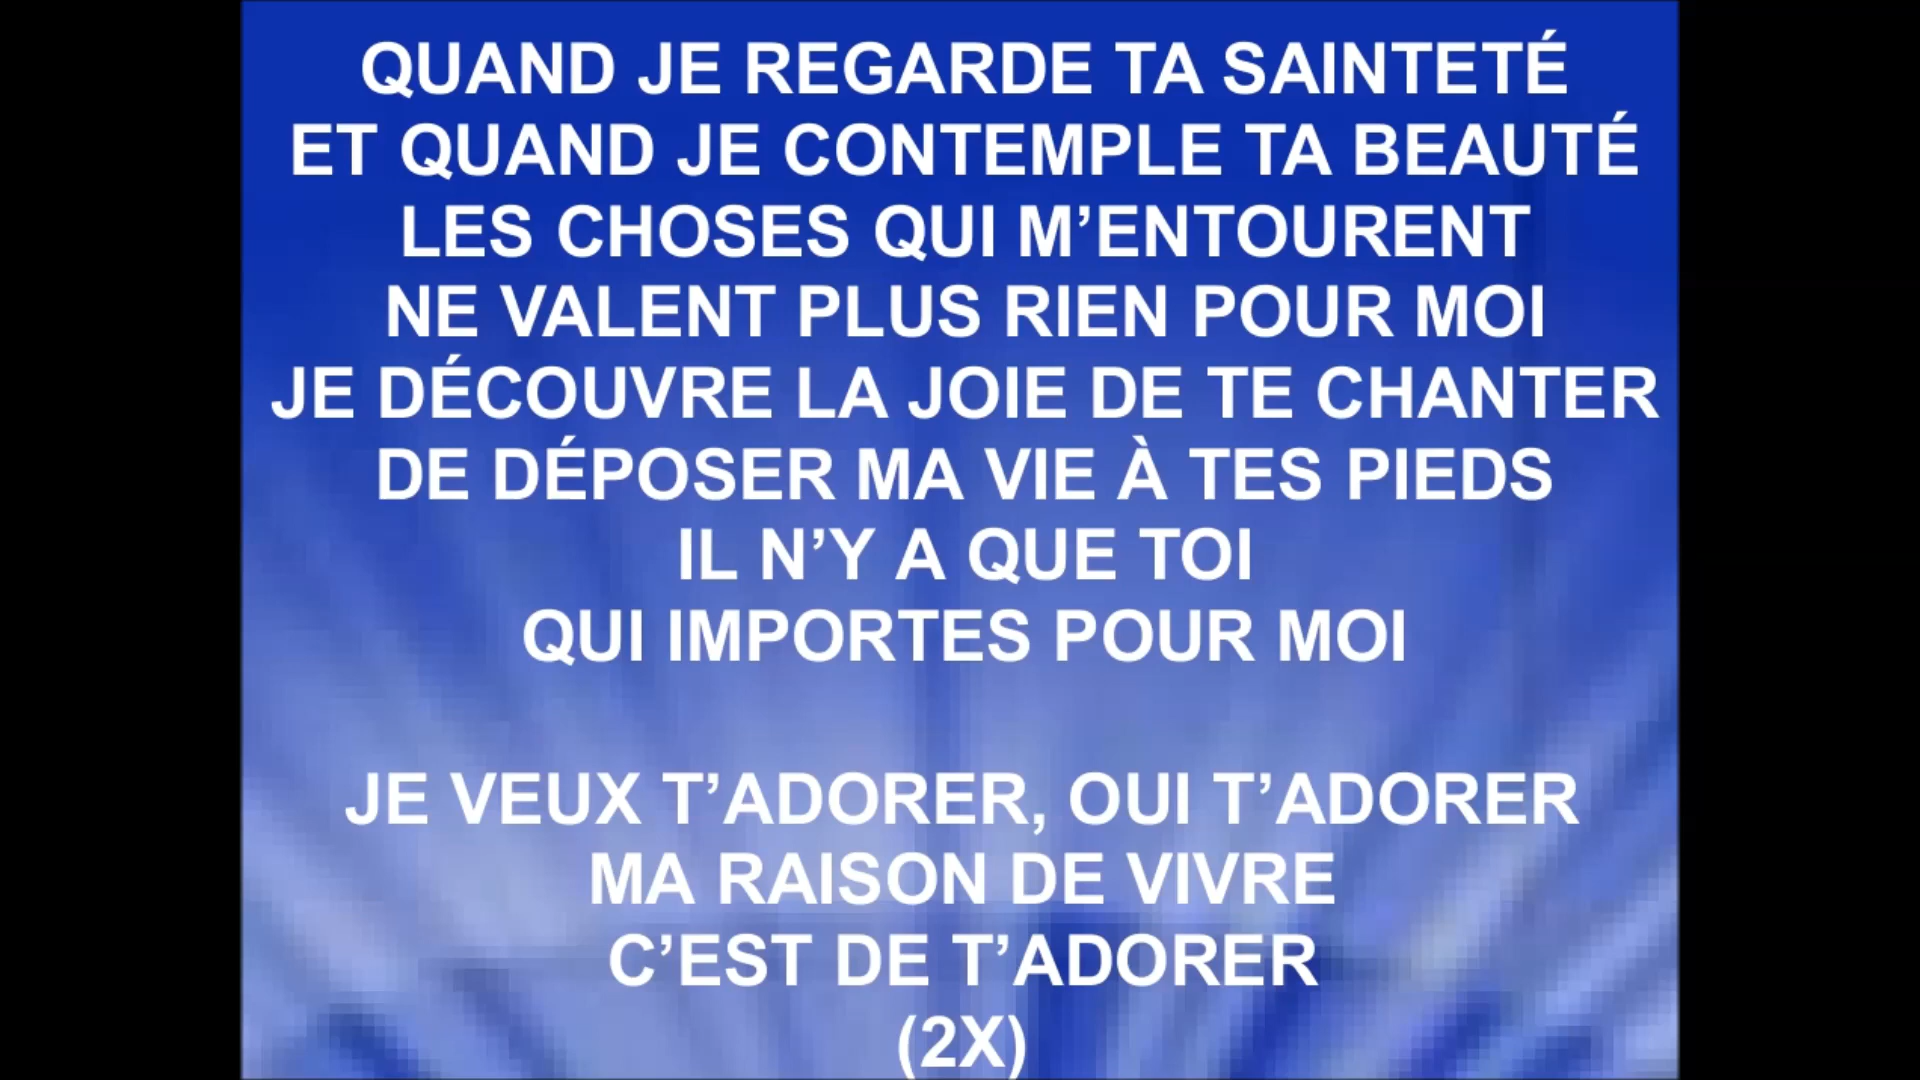 QUAND JE REGARDE TA SAINTETÉ
ET QUAND JE CONTEMPLE TA BEAUTÉ
LES CHOSES QUI M’ENTOURENT
NE VALENT PLUS RIEN POUR MOI
JE DÉCOUVRE LA JOIE DE TE CHANTER
DE DÉPOSER MA VIE À TES PIEDS
IL N’Y A QUE TOI
QUI IMPORTES POUR MOI
JE VEUX T’ADORER, OUI T’ADORER
MA RAISON DE VIVRE
C’EST DE T’ADORER
(2X)